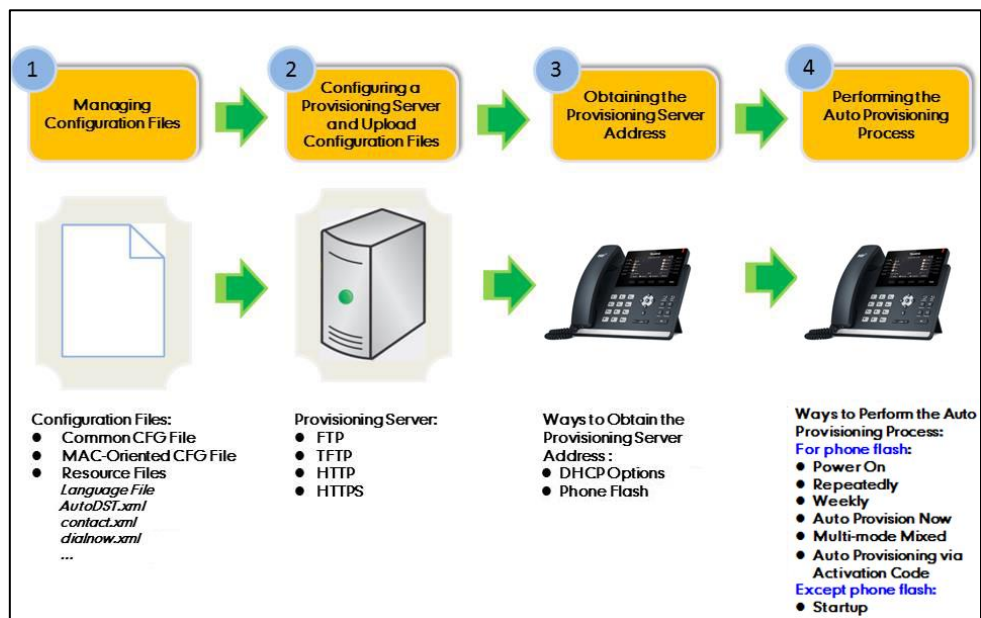 1
Managing
Configuration Files
2
Configuring a
Provisioning Server
and Upload
Configuration Files
3
Obtaining the
Provisioning Server
Address
4
Performing the
Auto Provisioning
Process
Configuration Files:
● Common CFG File
● MAC-Oriented CFG File
● Resource Files
Language File
AutoDST.xml
contact.xml
dialnow.xml
...
Provisioning Server:
● FTP
● TFTP
● HTTP
● HTTPS
Ways to Obtain the
Provisioning Server
Address :
● DHCP Options
● Phone Flash
Ways to Perform the Auto
Provisioning Process:
For phone flash:
● Power On
● Repeatedly
● Weekly
● Auto Provision Now
● Multi-mode Mixed
● Auto Provisioning via
Activation Code
Except phone flash:
● Startup